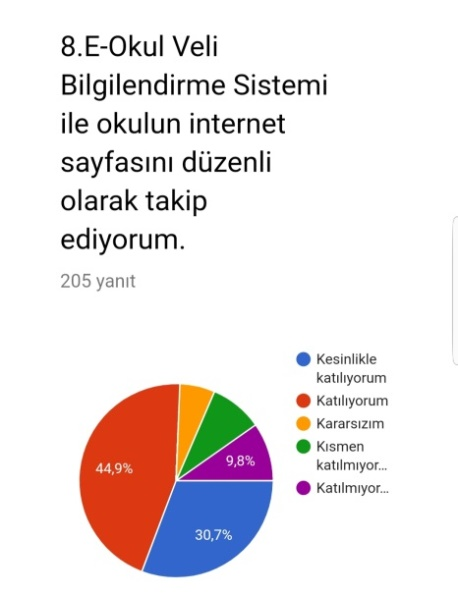 8.E-Okul Veli
Bilgilendirme Sistemi
ile okulun internet
sayfasını düzenli
olarak takip
ediyorum.
205 yanıt
Kesinlikle
katılıyorum
Katılıyorum
Kararsızım
Kısmen
katılmıyor...
Katılmıyor...
44,9%
9,8%
30,7%